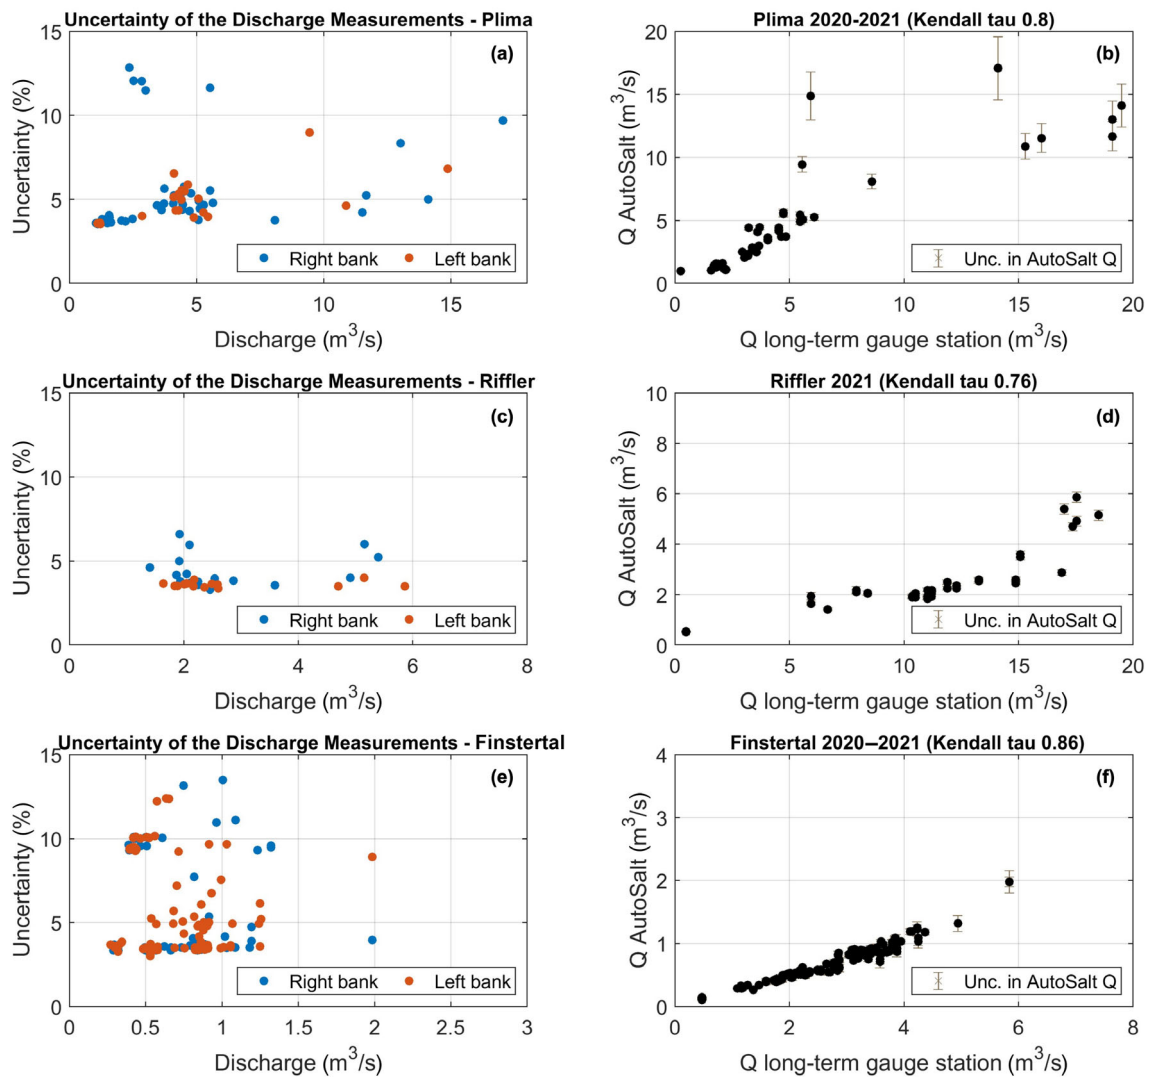 Uncertainty of the Discharge Measurements - Plima
(a)
Uncertainty (%)
15
10
5
0
Right bank
Left bank
0
5
10
15
Discharge (m³/s)
Plima 2020-2021 (Kendall tau 0.8)
(b)
Q AutoSalt (m³/s)
20
15
10
5
0
Unc. in AutoSalt Q
0
5
10
15
20
Q long-term gauge station (m³/s)
Uncertainty of the Discharge Measurements - Riffler
(c)
Uncertainty (%)
15
10
5
0
Right bank
Left bank
0
2
4
6
8
Discharge (m³/s)
Riffler 2021 (Kendall tau 0.76)
(d)
Q AutoSalt (m³/s)
10
8
6
4
2
0
Unc. in AutoSalt Q
0
5
10
15
20
Q long-term gauge station (m³/s)
Uncertainty of the Discharge Measurements - Finstertal
(e)
Uncertainty (%)
15
10
5
0
Right bank
Left bank
0
0.5
1
1.5
2
2.5
3
Discharge (m³/s)
Finstertal 2020–2021 (Kendall tau 0.86)
(f)
Q AutoSalt (m³/s)
4
3
2
1
0
Unc. in AutoSalt Q
0
2
4
6
8
Q long-term gauge station (m³/s)